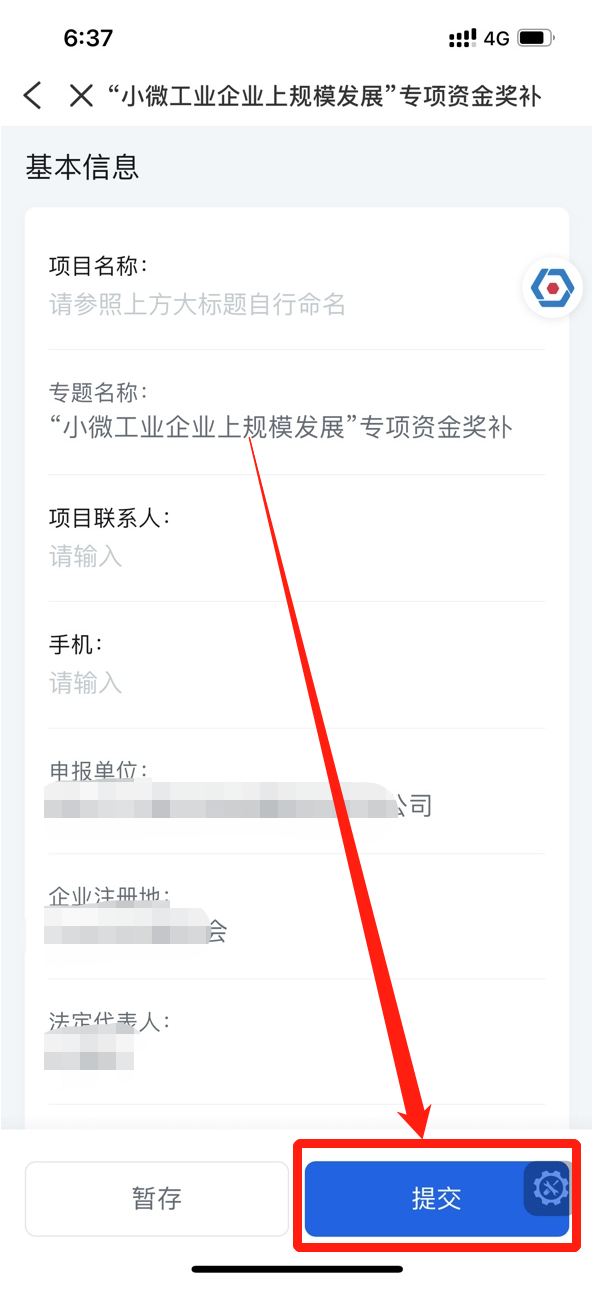 6:37
4G
“小微工业企业上规模发展”专项资金奖补
基本信息
项目名称：
请参照上方大标题自行命名
专题名称：
“小微工业企业上规模发展”专项资金奖补
项目联系人：
请输入
手机：
请输入
申报单位：
公司
企业注册地：
会
法定代表人：
暂存
提交